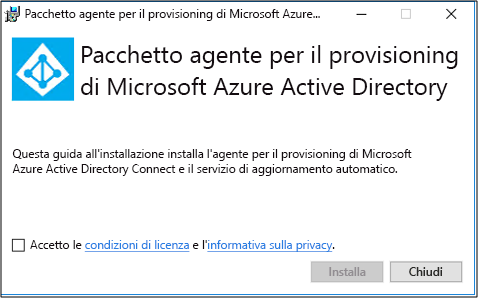 Pacchetto agente per il provisioning di Microsoft Azure...
Pacchetto agente per il provisioning
di Microsoft Azure Active Directory
Questa guida all'installazione installa l'agente per il provisioning di Microsoft
Azure Active Directory Connect e il servizio di aggiornamento automatico.
Accetto le condizioni di licenza e l'informativa sulla privacy.
Installa Chiudi